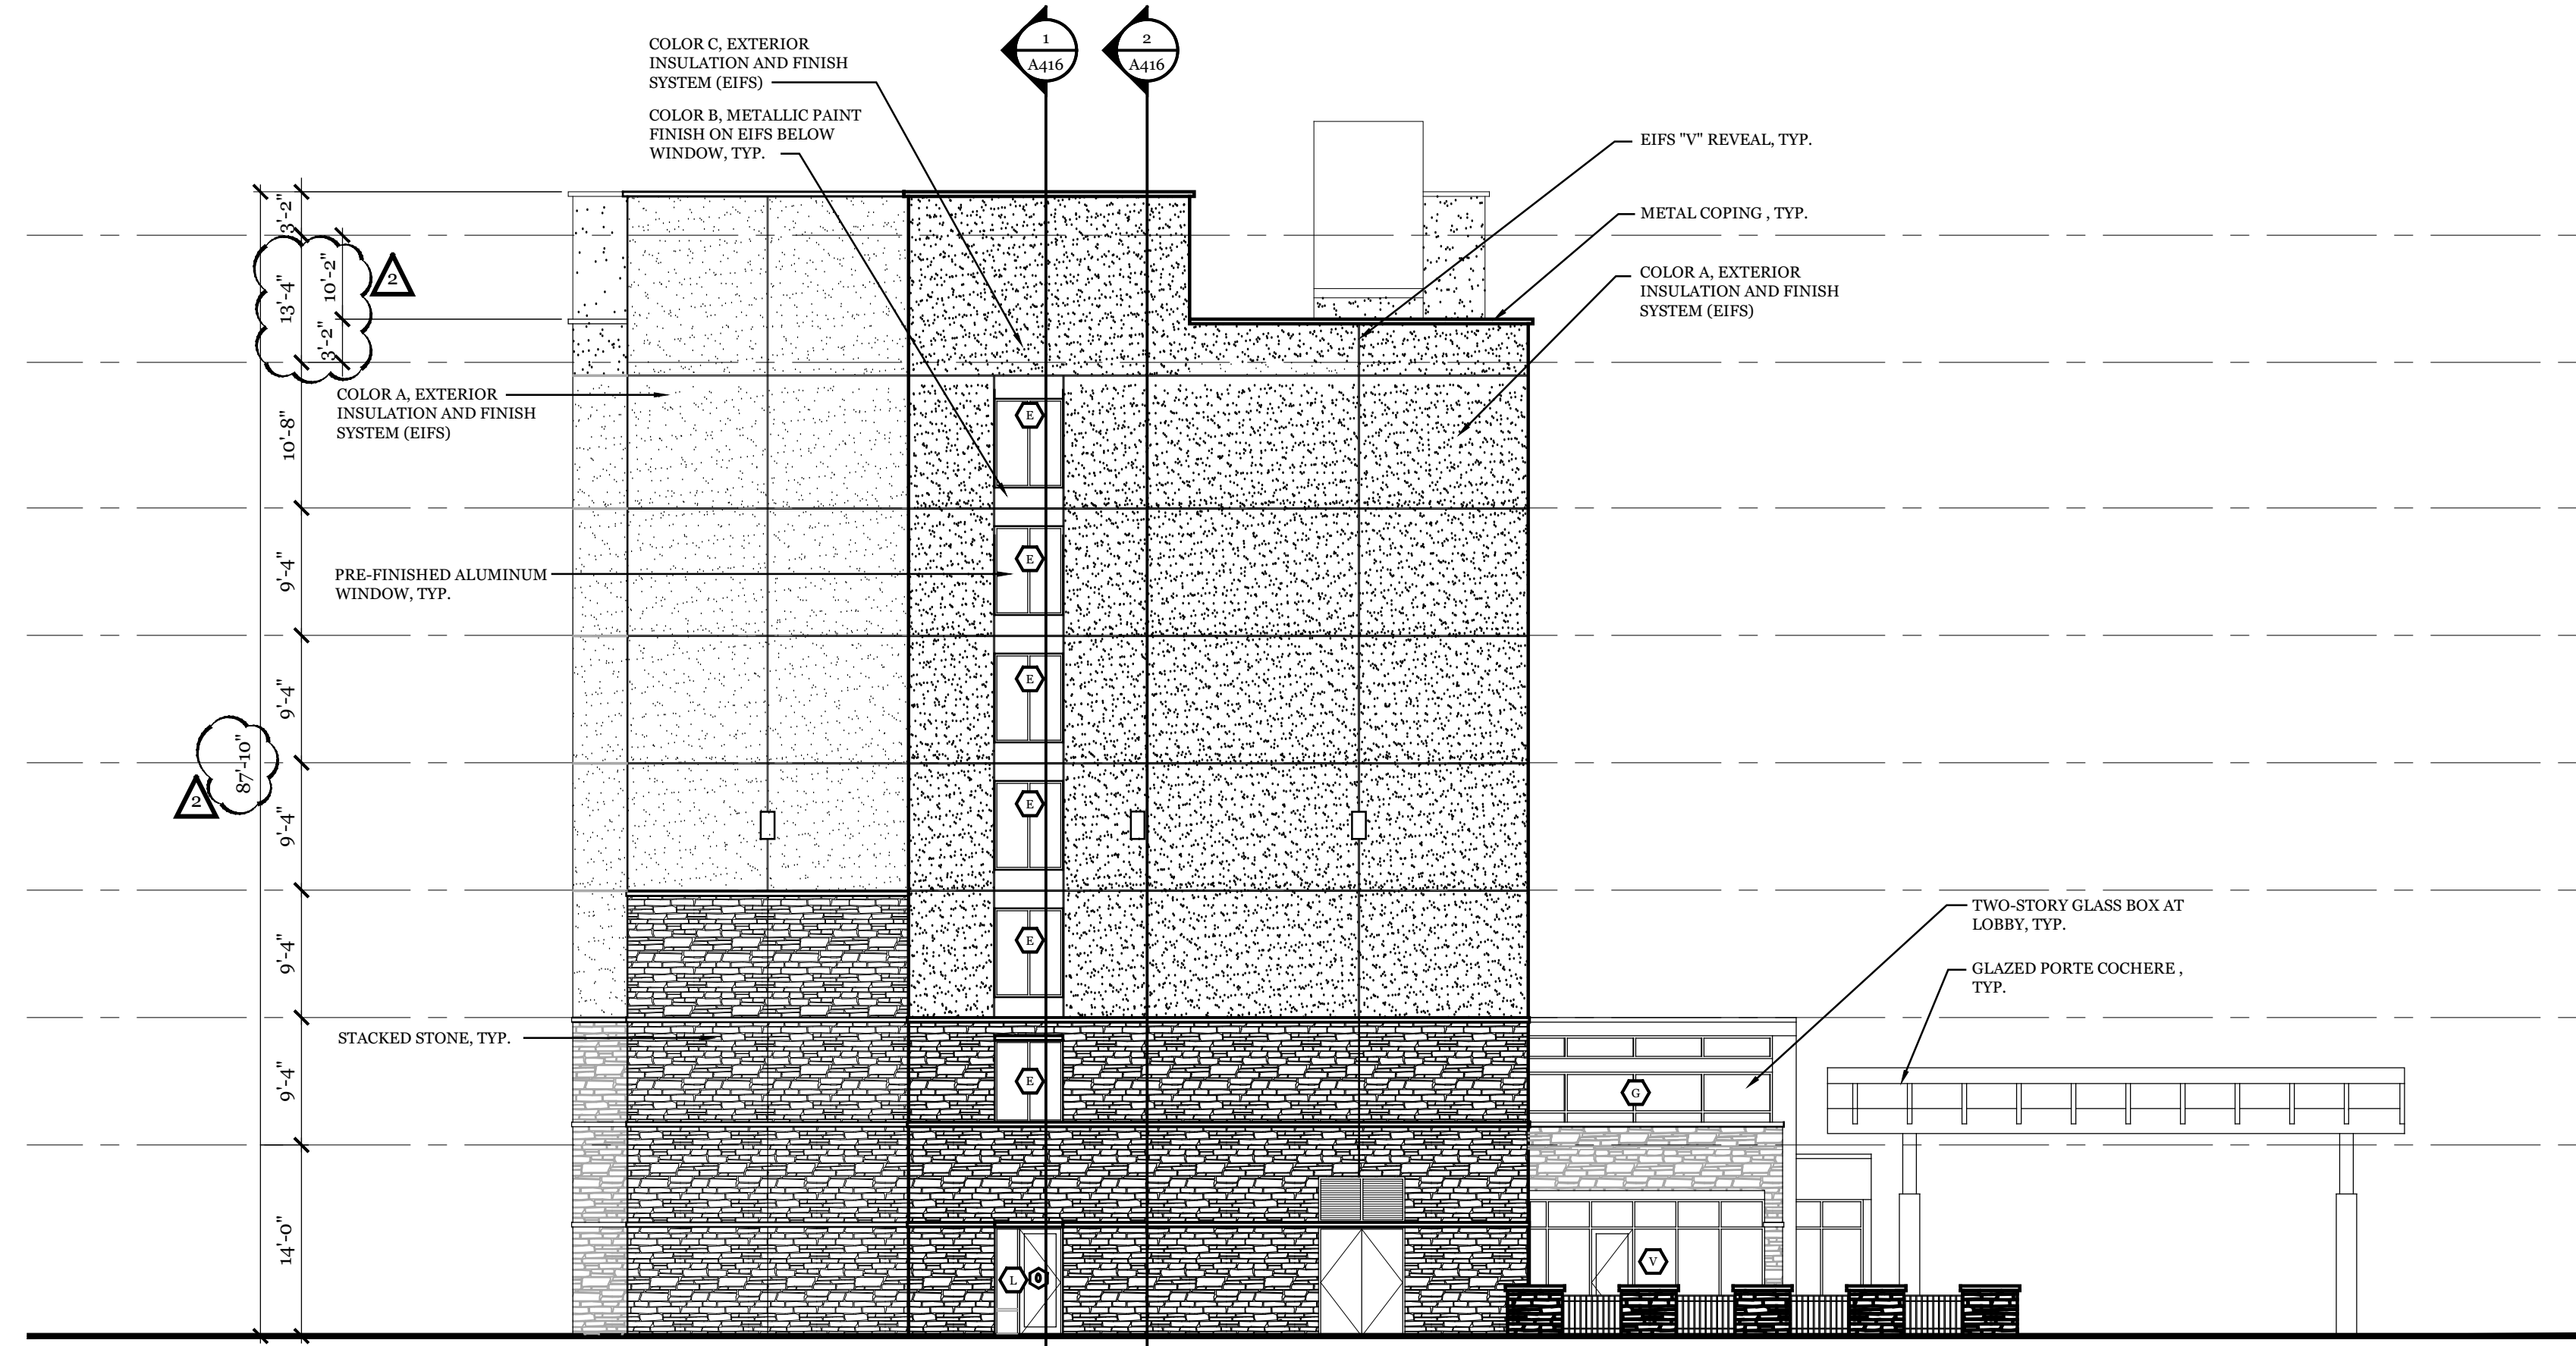 COLOR C, EXTERIOR
INSULATION AND FINISH
SYSTEM (EIFS)
COLOR B, METALLIC PAINT
FINISH ON EIFS BELOW
WINDOW, TYP.
1
A416
2
A416
EIFS "V" REVEAL, TYP.
METAL COPING , TYP.
COLOR A, EXTERIOR
INSULATION AND FINISH
SYSTEM (EIFS)
3'-2"
13'-4"
10'-2"
3'-2"
2
COLOR A, EXTERIOR
INSULATION AND FINISH
SYSTEM (EIFS)
10'-8"
E
PRE-FINISHED ALUMINUM
WINDOW, TYP.
9'-4"
E
9'-4"
E
87'-10"
2
9'-4"
E
9'-4"
E
TWO-STORY GLASS BOX AT
LOBBY, TYP.
GLAZED PORTE COCHERE ,
TYP.
STACKED STONE, TYP.
9'-4"
E
G
14'-0"
L
V